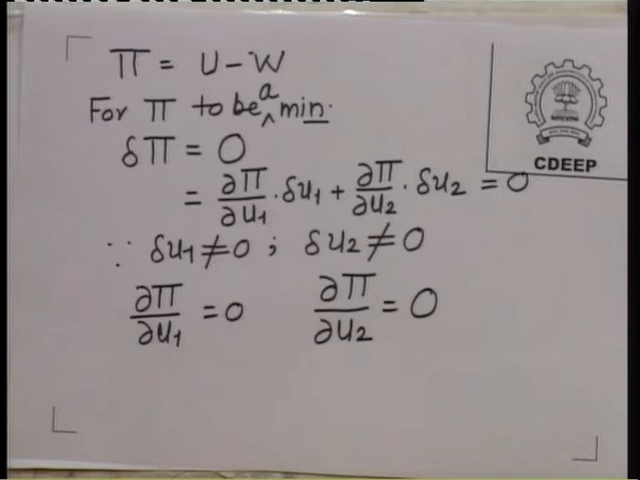 Π = U - W
For Π to be ^a min.
δΠ = 0
= ∂Π/∂u1 · δu1 + ∂Π/∂u2 · δu2 = 0
∵ δu1 ≠ 0 ; δu2 ≠ 0
∂Π/∂u1 = 0   ∂Π/∂u2 = 0
CDEEP